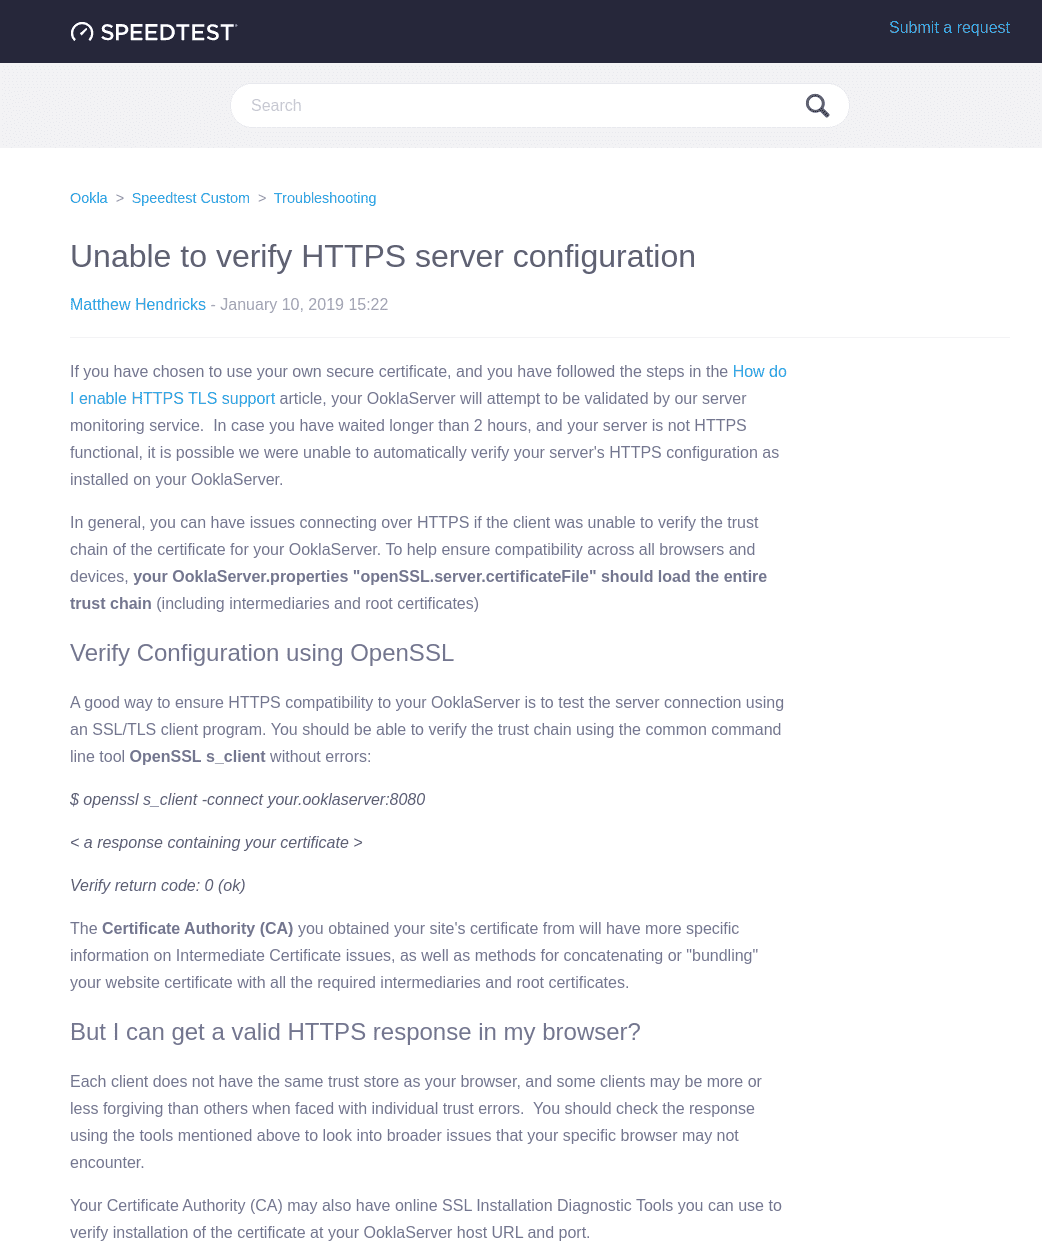 SPEEDTEST
Submit a request
Search
Ookla > Speedtest Custom > Troubleshooting
Unable to verify HTTPS server configuration
Matthew Hendricks - January 10, 2019 15:22
If you have chosen to use your own secure certificate, and you have followed the steps in the How do
I enable HTTPS TLS support article, your OoklaServer will attempt to be validated by our server
monitoring service.  In case you have waited longer than 2 hours, and your server is not HTTPS
functional, it is possible we were unable to automatically verify your server's HTTPS configuration as
installed on your OoklaServer.
In general, you can have issues connecting over HTTPS if the client was unable to verify the trust
chain of the certificate for your OoklaServer. To help ensure compatibility across all browsers and
devices, your OoklaServer.properties "openSSL.server.certificateFile" should load the entire
trust chain (including intermediaries and root certificates)
Verify Configuration using OpenSSL
A good way to ensure HTTPS compatibility to your OoklaServer is to test the server connection using
an SSL/TLS client program. You should be able to verify the trust chain using the common command
line tool OpenSSL s_client without errors:
$ openssl s_client -connect your.ooklaserver:8080
< a response containing your certificate >
Verify return code: 0 (ok)
The Certificate Authority (CA) you obtained your site's certificate from will have more specific
information on Intermediate Certificate issues, as well as methods for concatenating or "bundling"
your website certificate with all the required intermediaries and root certificates.
But I can get a valid HTTPS response in my browser?
Each client does not have the same trust store as your browser, and some clients may be more or
less forgiving than others when faced with individual trust errors.  You should check the response
using the tools mentioned above to look into broader issues that your specific browser may not
encounter.
Your Certificate Authority (CA) may also have online SSL Installation Diagnostic Tools you can use to
verify installation of the certificate at your OoklaServer host URL and port.